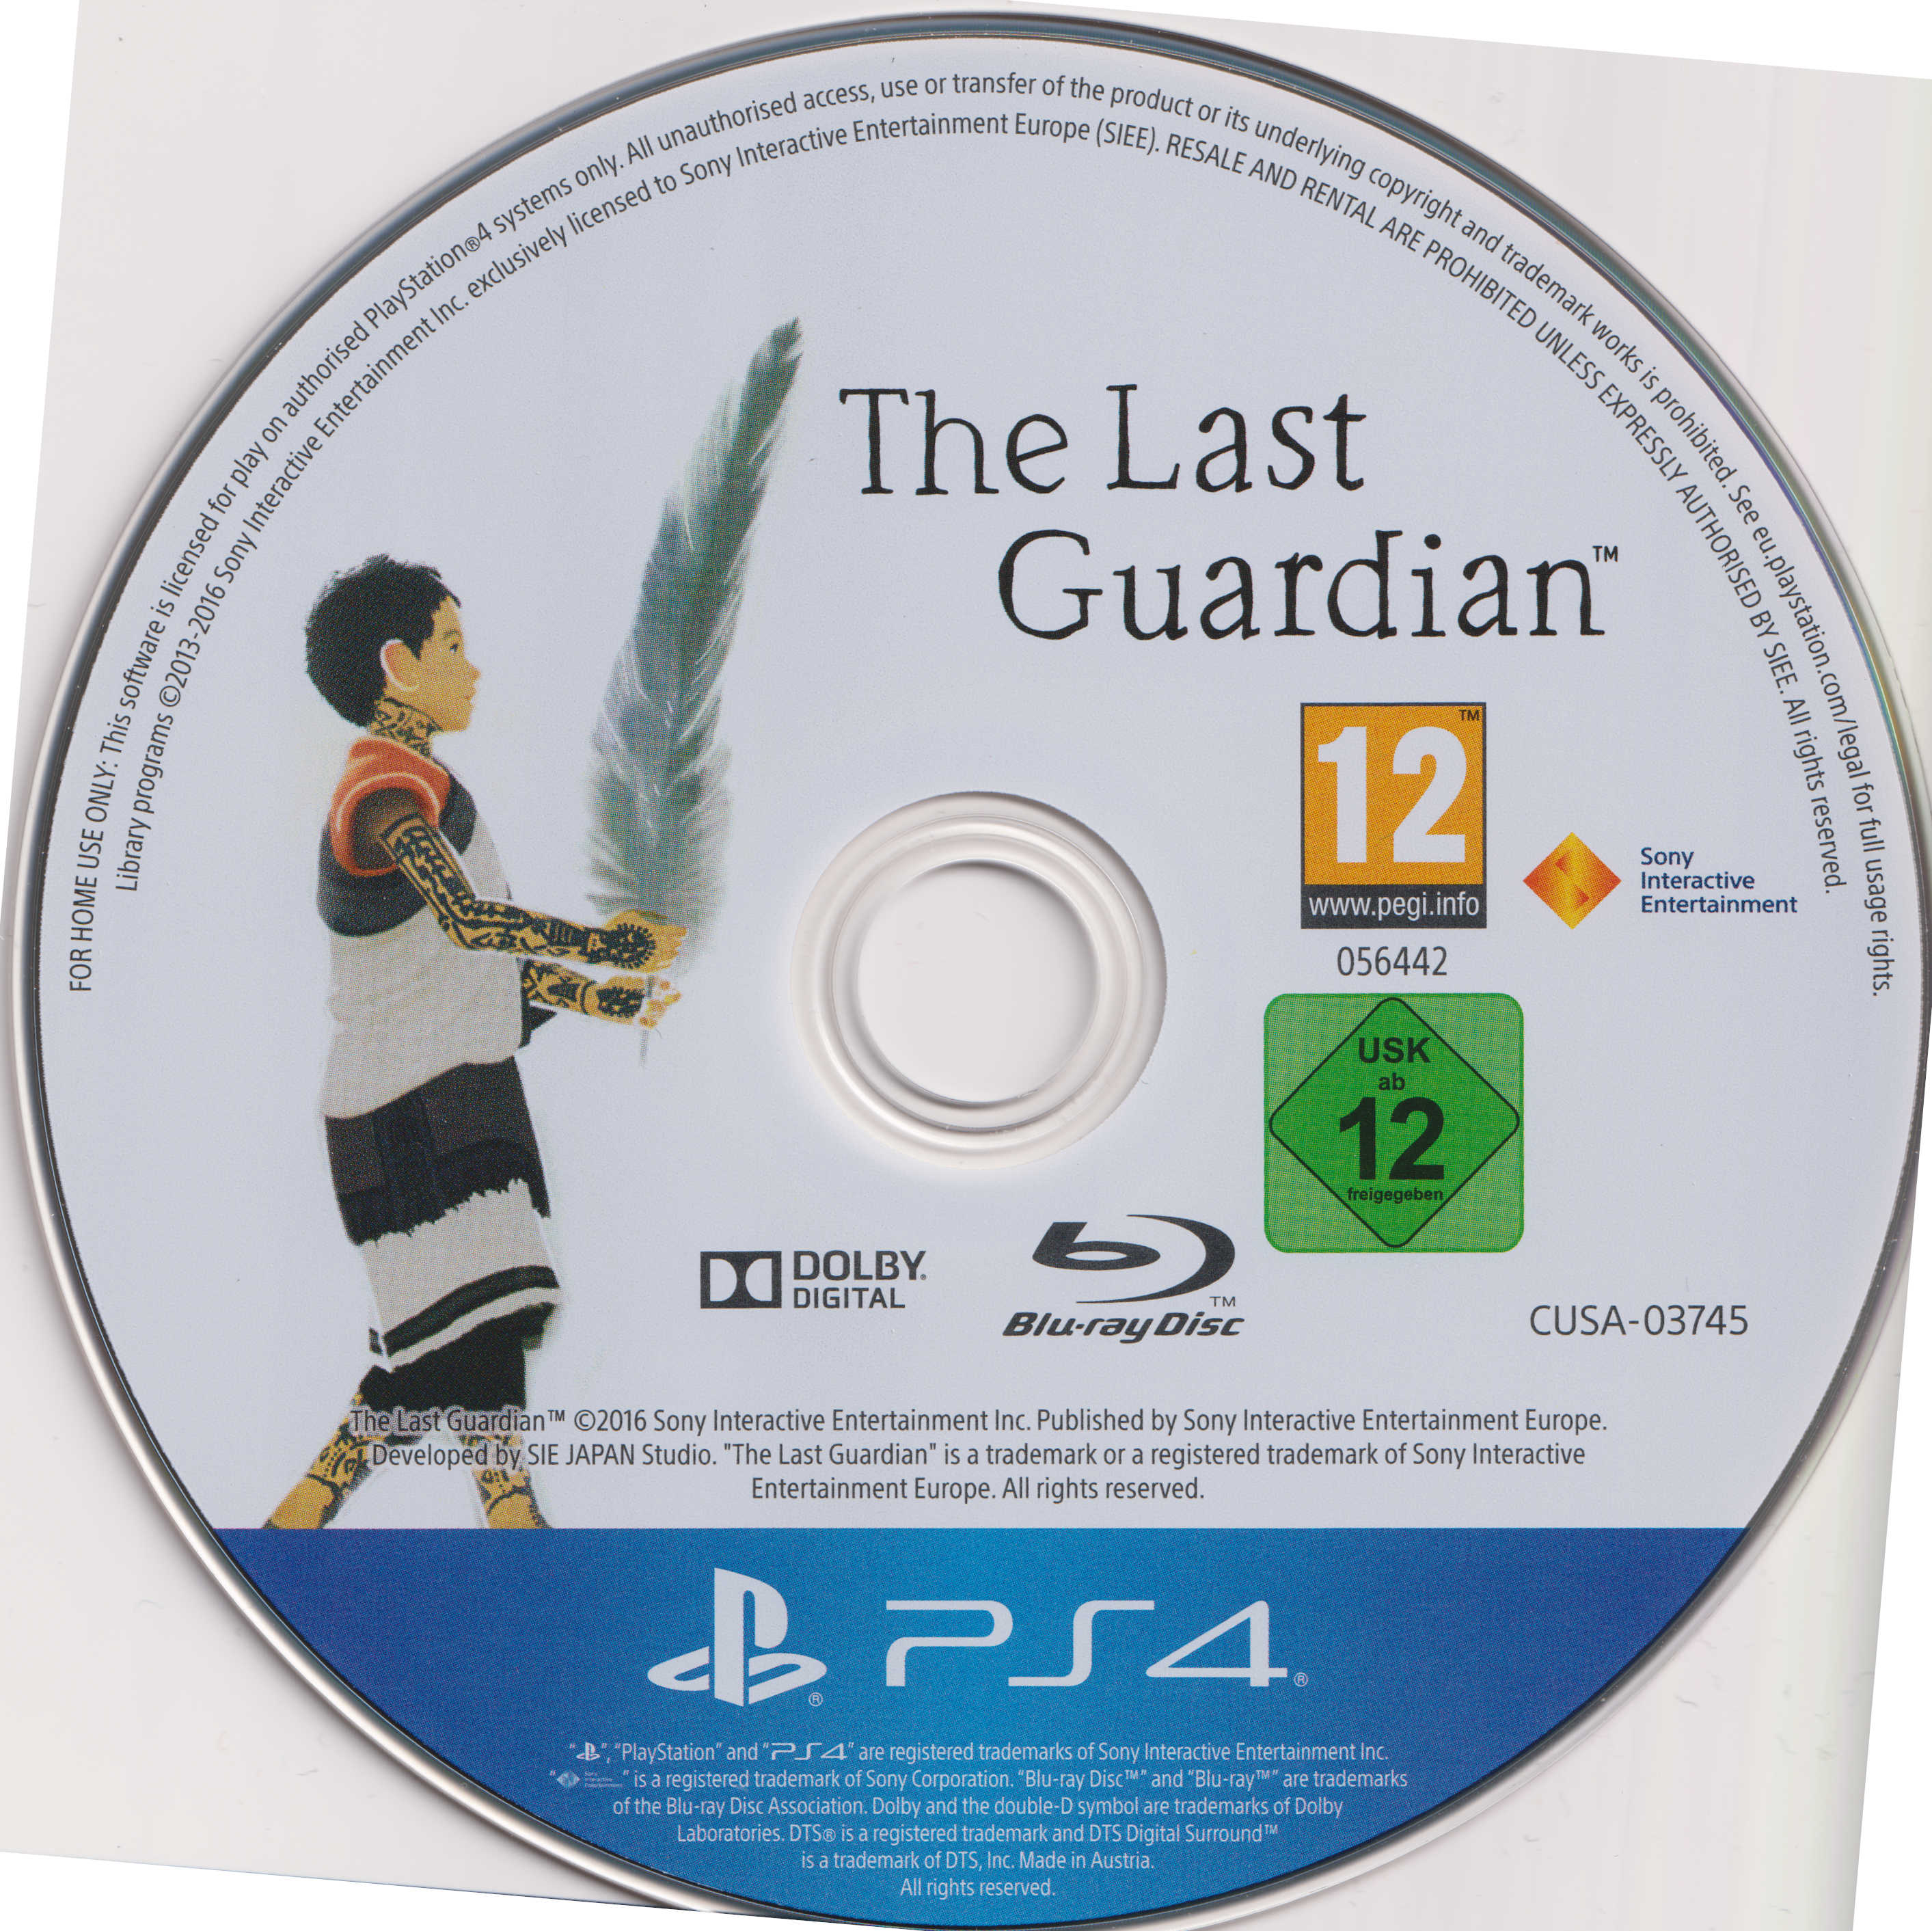 FOR HOME USE ONLY: This software is licensed for play on authorised PlayStation®4 systems only. All unauthorised access, use or transfer of the product or its underlying copyright and trademark works is prohibited. See eu.playstation.com/legal for full usage rights.
Library programs ©2013-2016 Sony Interactive Entertainment Inc. exclusively licensed to Sony Interactive Entertainment Europe (SIEE). RESALE AND RENTAL ARE PROHIBITED UNLESS EXPRESSLY AUTHORISED BY SIEE. All rights reserved.
The Last
Guardian™
12™
www.pegi.info
Sony
Interactive
Entertainment
056442
USK
ab
12
freigegeben
DOLBY®
DIGITAL
Blu-ray Disc™
CUSA-03745
The Last Guardian™ ©2016 Sony Interactive Entertainment Inc. Published by Sony Interactive Entertainment Europe.
Developed by SIE JAPAN Studio. "The Last Guardian" is a trademark or a registered trademark of Sony Interactive
Entertainment Europe. All rights reserved.
® PS4®
“ ”, “PlayStation” and “PS4” are registered trademarks of Sony Interactive Entertainment Inc.
“ Sony Interactive Entertainment ” is a registered trademark of Sony Corporation. “Blu-ray Disc™” and “Blu-ray™” are trademarks
of the Blu-ray Disc Association. Dolby and the double-D symbol are trademarks of Dolby
Laboratories. DTS® is a registered trademark and DTS Digital Surround™
is a trademark of DTS, Inc. Made in Austria.
All rights reserved.